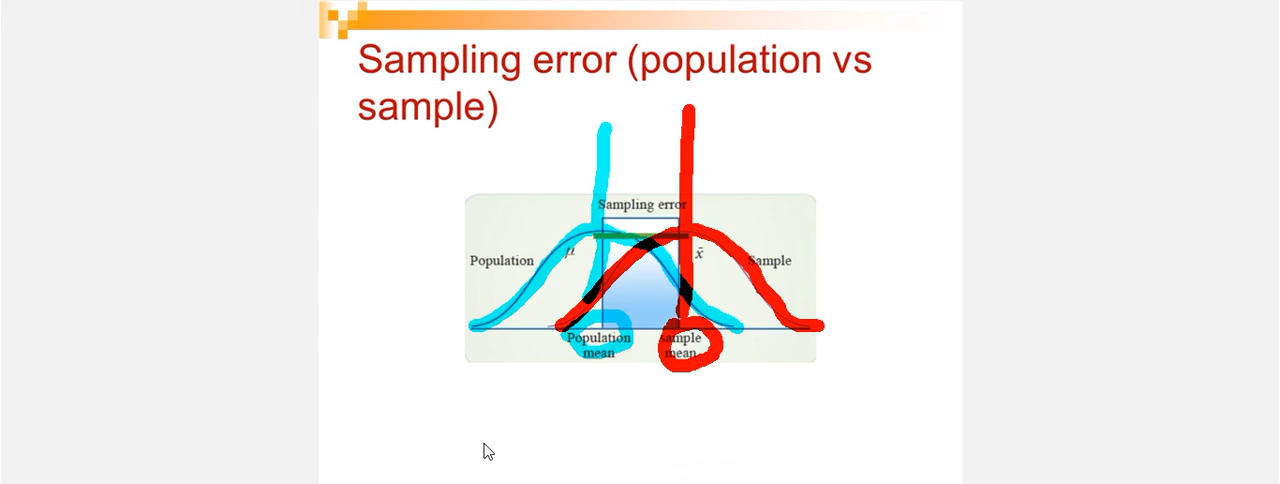 Sampling error (population vs
sample)
Sampling error
μ
x̄
Population
Sample
Population
mean
sample
mean